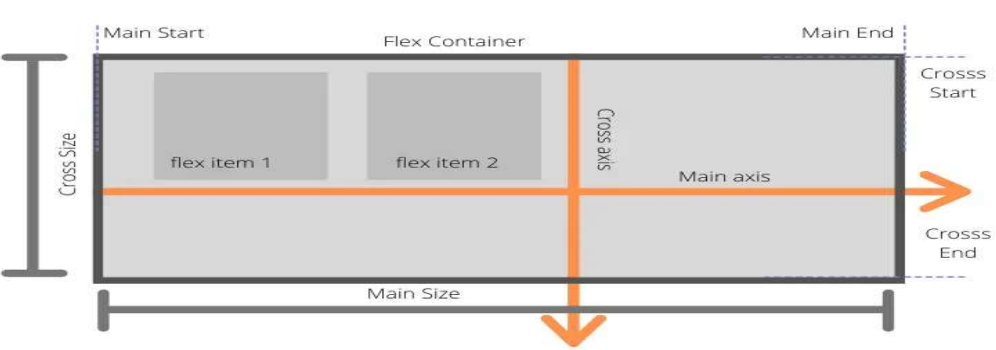 Main Start
Flex Container
Main End
Crosss
Start
Cross Size
flex item 1
flex item 2
Cross axis
Main axis
Crosss
End
Main Size